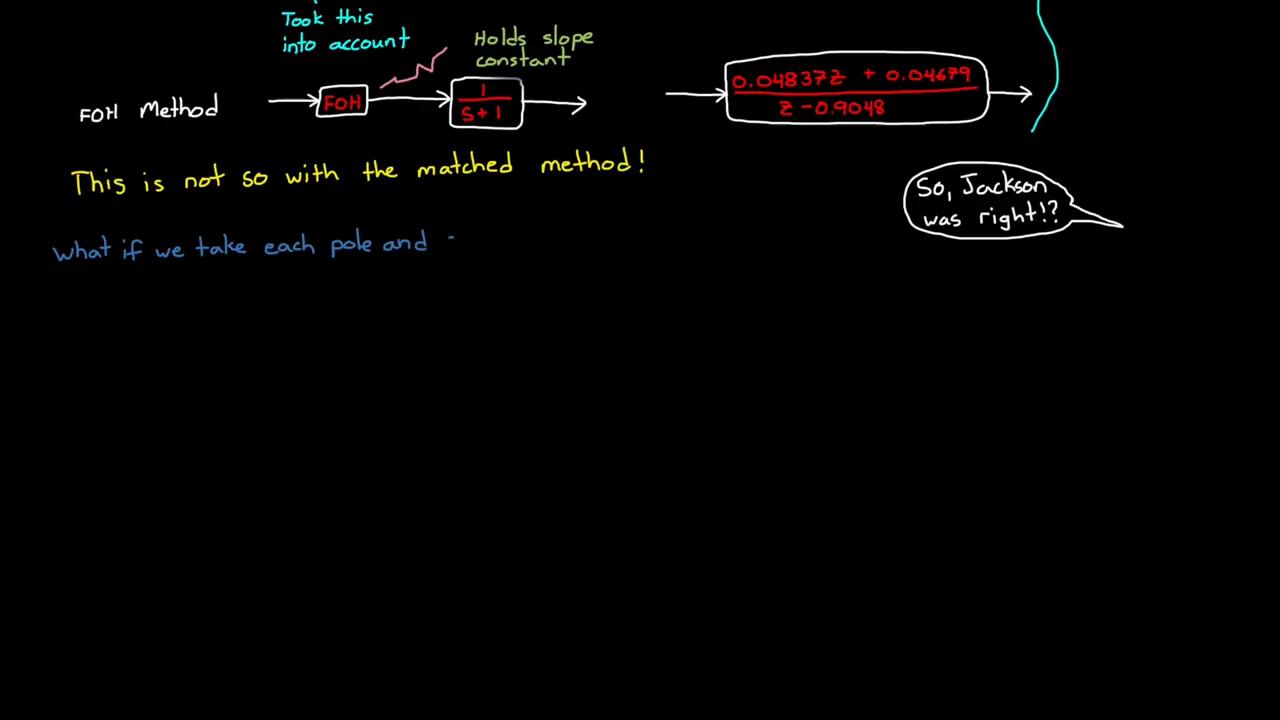 Took this
into account
Holds slope
constant
FOH Method
FOH
1
s+1
0.04837z + 0.04679
z-0.9048
This is not so with the matched method!
So, Jackson
was right!?
what if we take each pole and